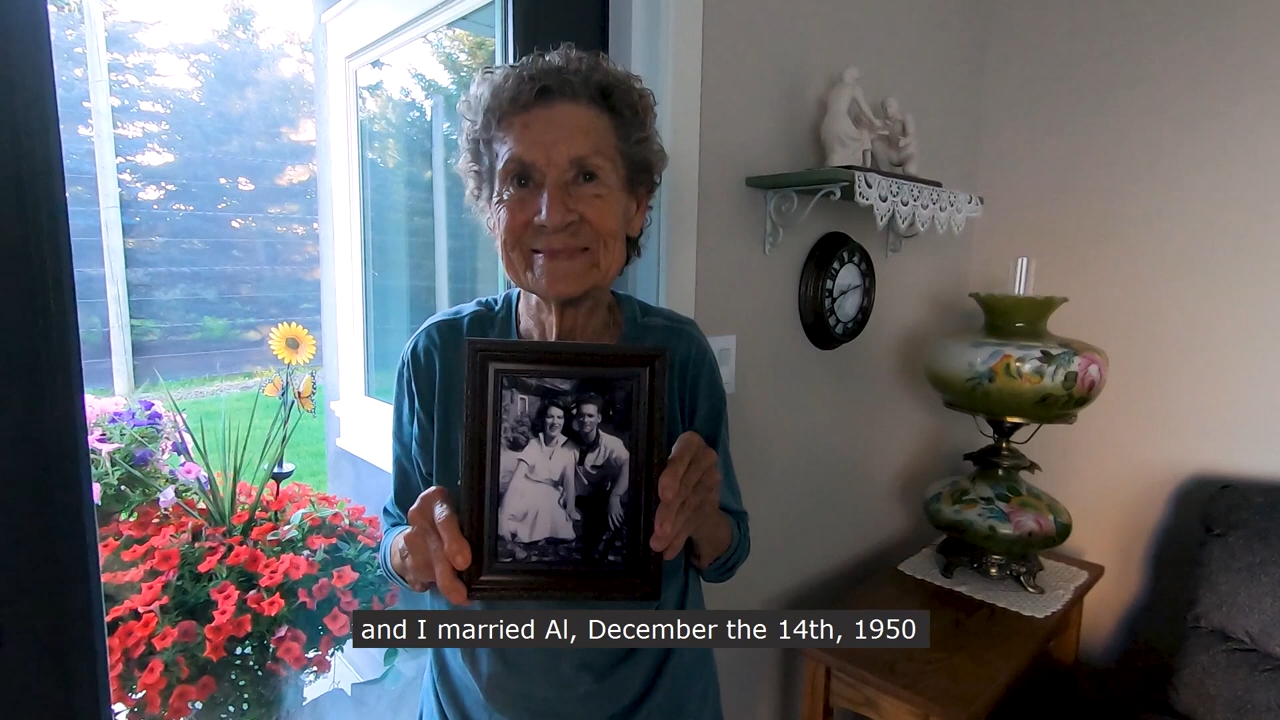 and I married Al, December the 14th, 1950